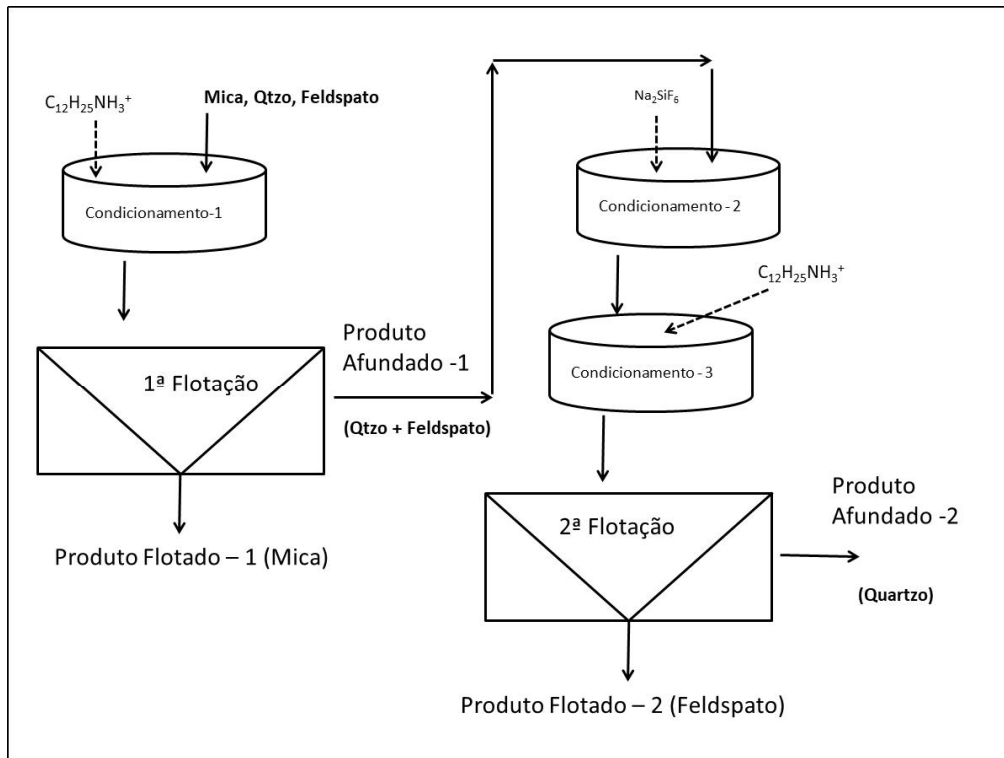 C₁₂H₂₅NH₃⁺
Mica, Qtzo, Feldspato
Condicionamento-1
1ª Flotação
Produto
Afundado -1
(Qtzo + Feldspato)
Produto Flotado – 1 (Mica)
Na₂SiF₆
Condicionamento - 2
C₁₂H₂₅NH₃⁺
Condicionamento - 3
2ª Flotação
Produto
Afundado -2
(Quartzo)
Produto Flotado – 2 (Feldspato)